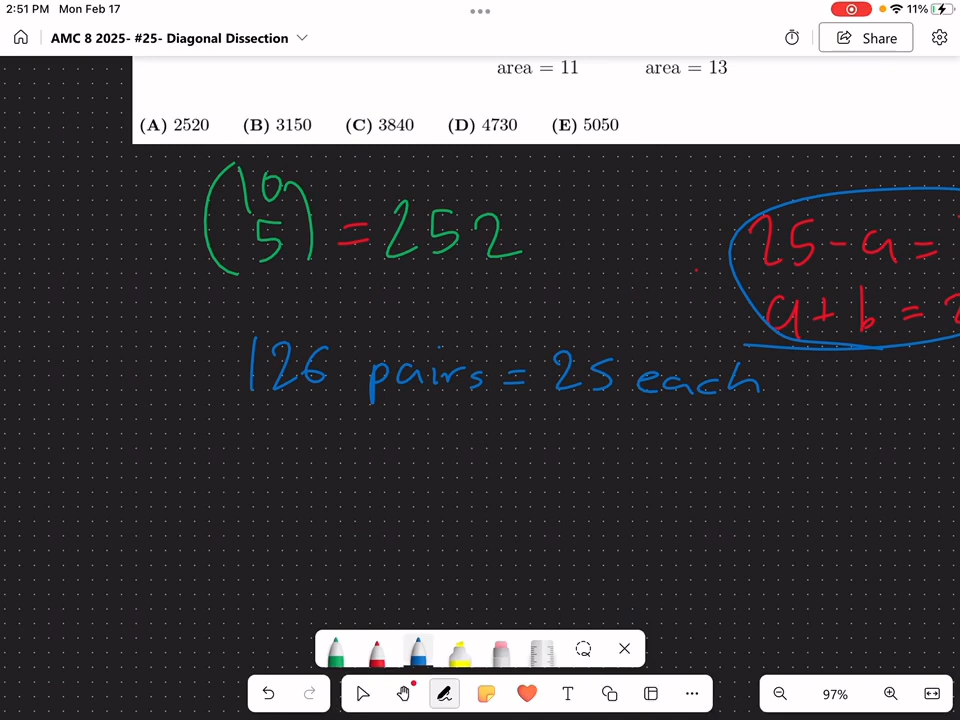 2:51 PM Mon Feb 17
11%
AMC 8 2025- #25- Diagonal Dissection
Share
area = 11 area = 13
(A) 2520 (B) 3150 (C) 3840 (D) 4730 (E) 5050
(10
5) = 252
25 - a =
a + b = 2
126 pairs = 25 each
97%